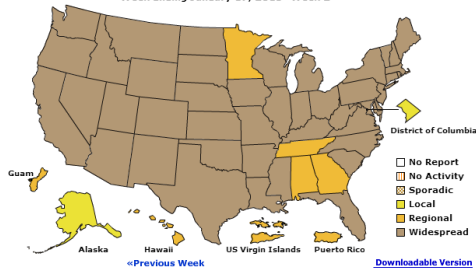 District of Columbia
Guam
No Report
No Activity
Sporadic
Local
Regional
Widespread
Alaska
Hawaii
US Virgin Islands
Puerto Rico
«Previous Week
Downloadable Version